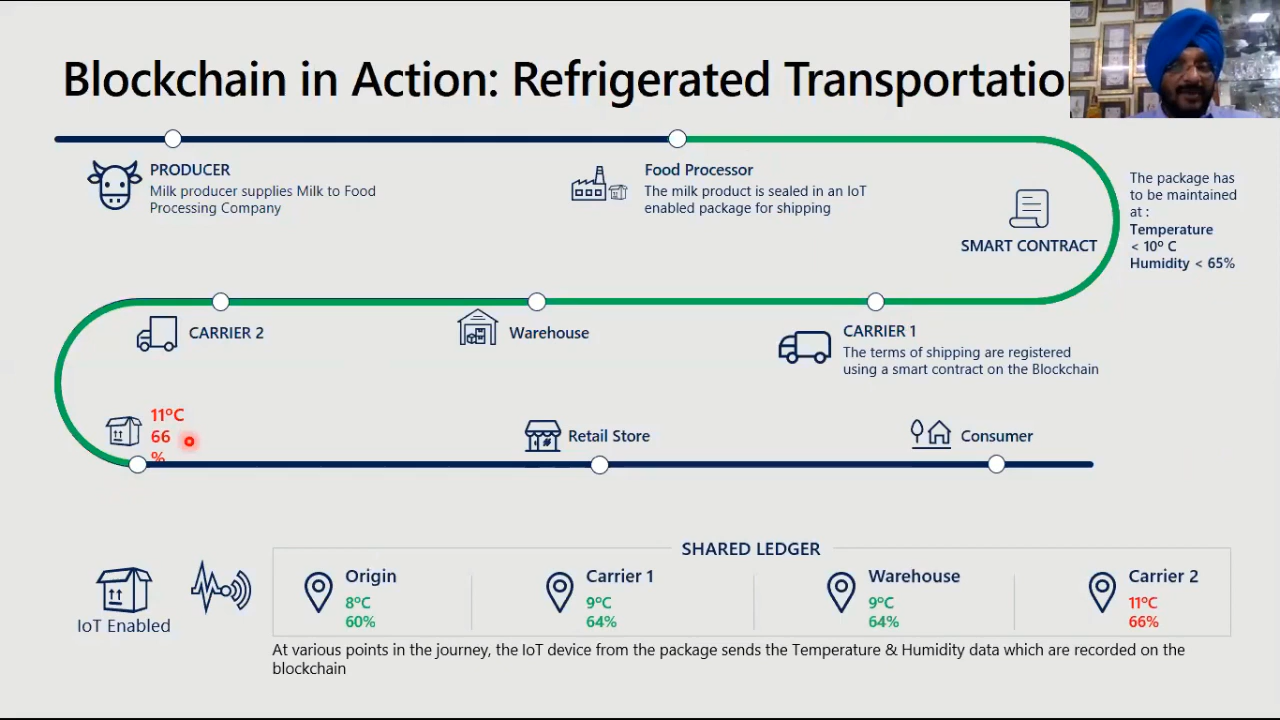 Blockchain in Action: Refrigerated Transportation
PRODUCER
Milk producer supplies Milk to Food
Processing Company
Food Processor
The milk product is sealed in an IoT
enabled package for shipping
SMART CONTRACT
The package has
to be maintained
at :
Temperature
< 10º C
Humidity < 65%
CARRIER 2
Warehouse
CARRIER 1
The terms of shipping are registered
using a smart contract on the Blockchain
11ºC
66
%
Retail Store
Consumer
SHARED LEDGER
IoT Enabled
Origin
8ºC
60%
Carrier 1
9ºC
64%
Warehouse
9ºC
64%
Carrier 2
11ºC
66%
At various points in the journey, the IoT device from the package sends the Temperature & Humidity data which are recorded on the
blockchain